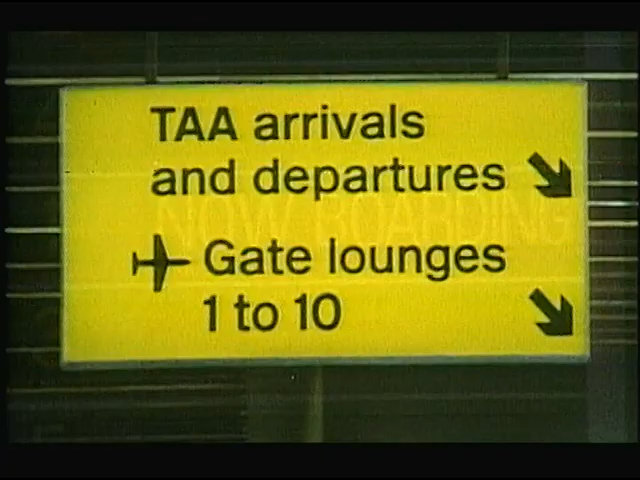 TAA arrivals
and departures
NOW BOARDING
Gate lounges
1 to 10